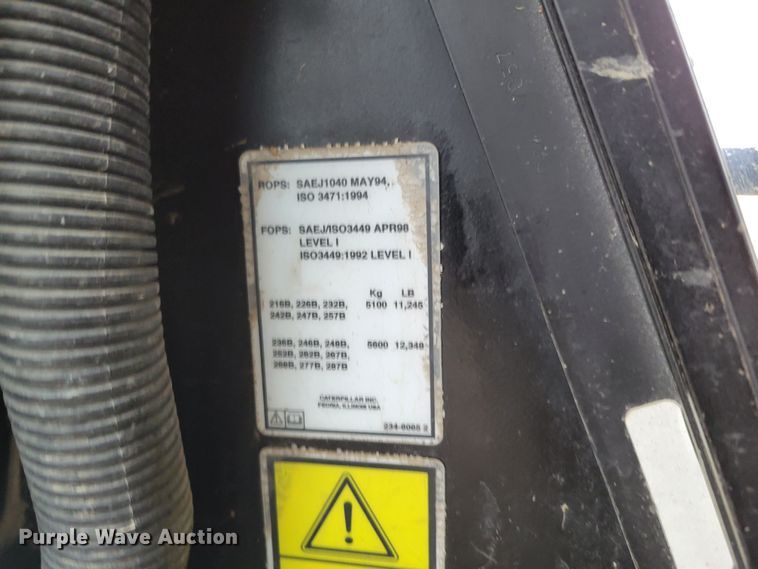 ROPS: SAEJ1040 MAY94,
ISO 3471:1994
FOPS: SAEJ/ISO3449 APR98
LEVEL I
ISO3449:1992 LEVEL I
Kg LB
216B, 226B, 232B, 5100 11,245
242B, 247B, 257B
236B, 246B, 248B, 5600 12,348
252B, 262B, 267B,
268B, 277B, 287B
CATERPILLAR INC.
PEORIA, ILLINOIS USA
234-8065 2
Purple Wave Auction